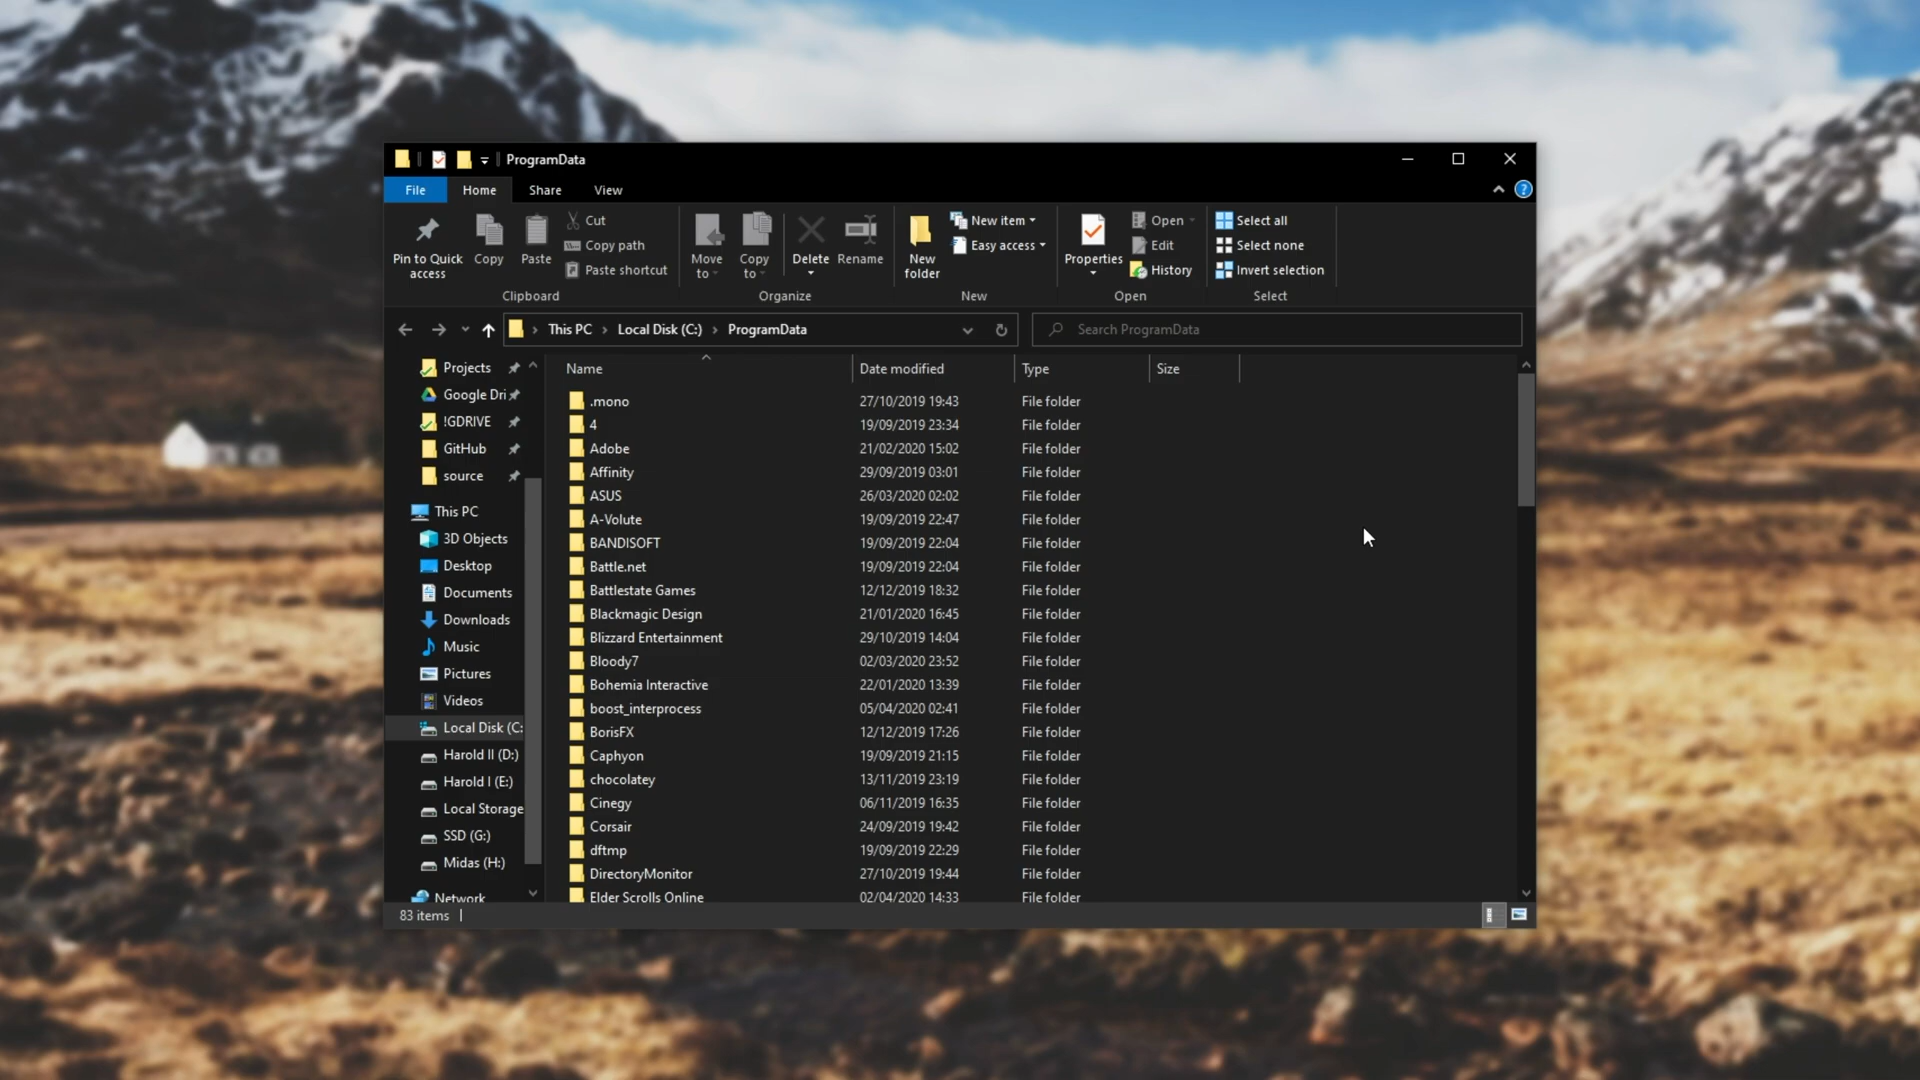 ProgramData
File Home Share View
Pin to Quick access
Copy
Paste
Cut
Copy path
Paste shortcut
Clipboard
Move to
Copy to
Delete
Rename
Organize
New folder
New item
Easy access
New
Properties
Open
Edit
History
Open
Select all
Select none
Invert selection
Select
This PC > Local Disk (C:) > ProgramData
Search ProgramData
Projects
Google Dri
!GDRIVE
GitHub
source
This PC
3D Objects
Desktop
Documents
Downloads
Music
Pictures
Videos
Local Disk (C:
Harold II (D:)
Harold I (E:)
Local Storage
SSD (G:)
Midas (H:)
Network
Name Date modified Type Size
.mono 27/10/2019 19:43 File folder
4 19/09/2019 23:34 File folder
Adobe 21/02/2020 15:02 File folder
Affinity 29/09/2019 03:01 File folder
ASUS 26/03/2020 02:02 File folder
A-Volute 19/09/2019 22:47 File folder
BANDISOFT 19/09/2019 22:04 File folder
Battle.net 19/09/2019 22:04 File folder
Battlestate Games 12/12/2019 18:32 File folder
Blackmagic Design 21/01/2020 16:45 File folder
Blizzard Entertainment 29/10/2019 14:04 File folder
Bloody7 02/03/2020 23:52 File folder
Bohemia Interactive 22/01/2020 13:39 File folder
boost_interprocess 05/04/2020 02:41 File folder
BorisFX 12/12/2019 17:26 File folder
Caphyon 19/09/2019 21:15 File folder
chocolatey 13/11/2019 23:19 File folder
Cinegy 06/11/2019 16:35 File folder
Corsair 24/09/2019 19:42 File folder
dftmp 19/09/2019 22:29 File folder
DirectoryMonitor 27/10/2019 19:44 File folder
Elder Scrolls Online 02/04/2020 14:33 File folder
83 items